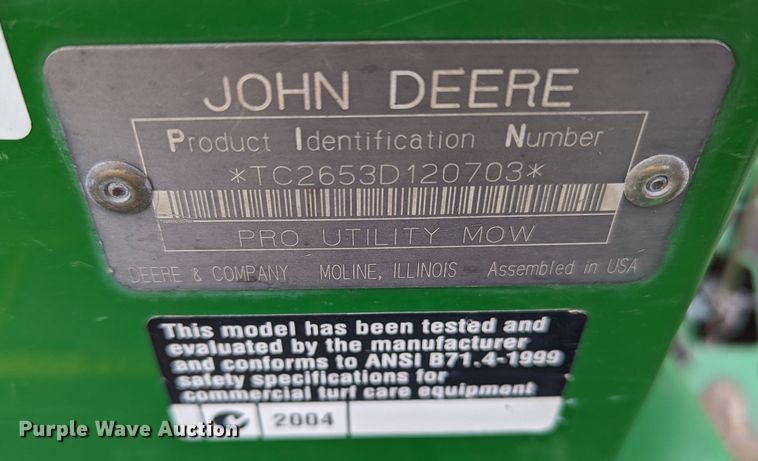 JOHN DEERE
Product Identification Number
*TC2653D120703*
PRO UTILITY MOW
DEERE & COMPANY MOLINE, ILLINOIS Assembled in USA
This model has been tested and
evaluated by the manufacturer
and conforms to ANSI B71.4-1999
safety specifications for
commercial turf care equipment
2004
Purple Wave Auction